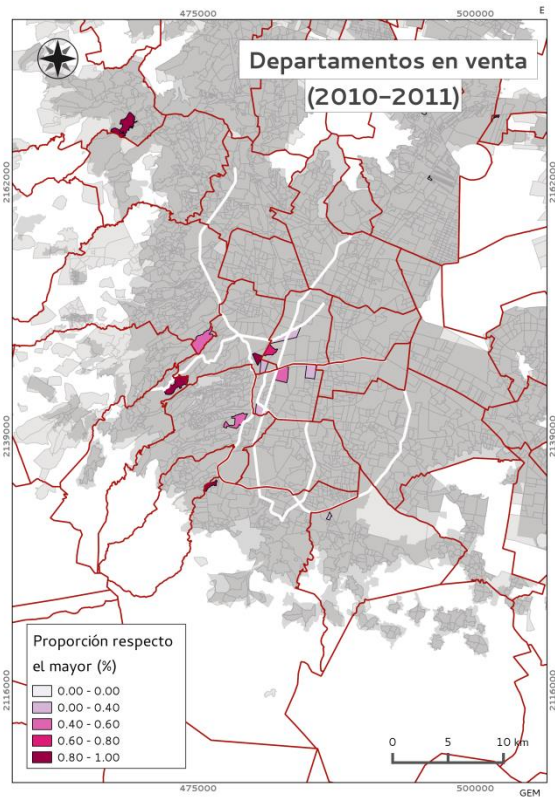 475000
500000
E
Departamentos en venta
(2010–2011)
2162000
2162000
2139000
2139000
2116000
2116000
Proporción respecto
el mayor (%)
0.00 - 0.00
0.00 - 0.40
0.40 - 0.60
0.60 - 0.80
0.80 - 1.00
0 5 10 km
475000
500000
GEM